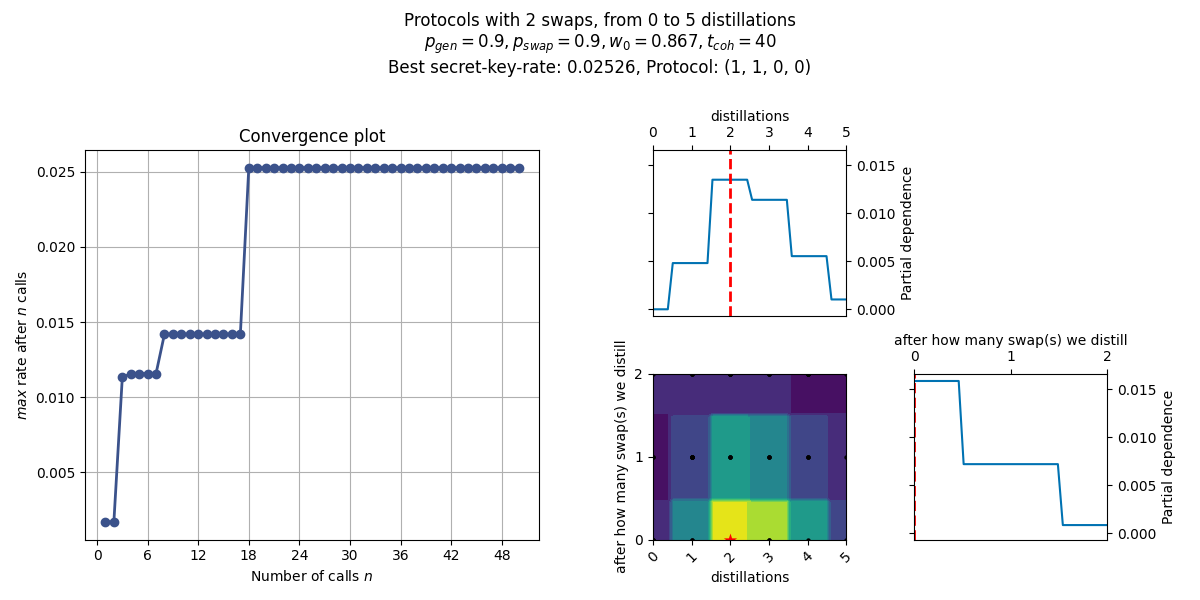 Protocols with 2 swaps, from 0 to 5 distillations
$p_{gen} = 0.9, p_{swap} = 0.9, w_0 = 0.867, t_{coh} = 40$
Best secret-key-rate: 0.02526, Protocol: (1, 1, 0, 0)
Convergence plot
max rate after n calls
0.025
0.020
0.015
0.010
0.005
0 6 12 18 24 30 36 42 48
Number of calls n
distillations
0 1 2 3 4 5
0.015
0.010
0.005
0.000
Partial dependence
after how many swap(s) we distill
2
1
0
0 1 2 3 4 5
distillations
after how many swap(s) we distill
0 1 2
0.015
0.010
0.005
0.000
Partial dependence